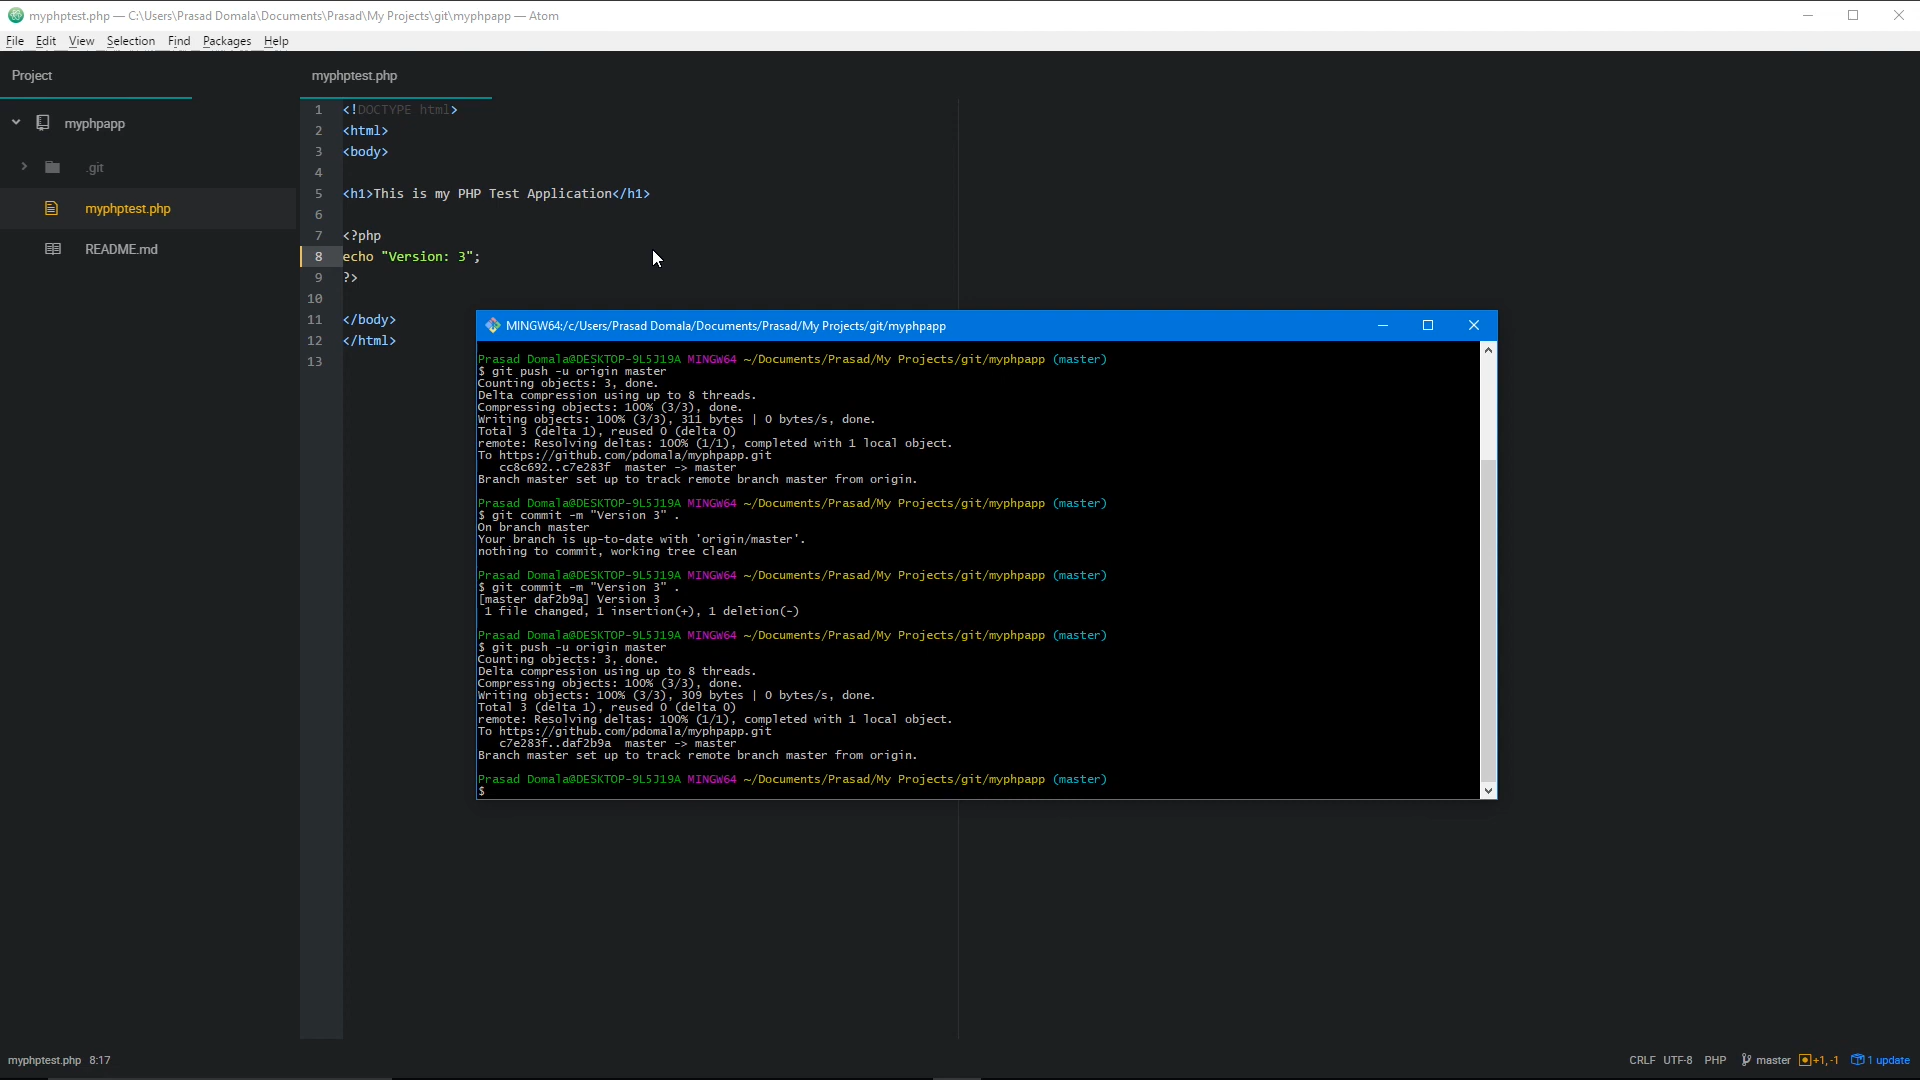 myphptest.php — C:\Users\Prasad Domala\Documents\Prasad\My Projects\git\myphpapp — Atom
File Edit View Selection Find Packages Help
Project
myphpapp
.git
myphptest.php
README.md
myphptest.php
1 <!DOCTYPE html>
2 <html>
3 <body>
4
5 <h1>This is my PHP Test Application</h1>
6
7 <?php
8 echo "Version: 3";
9 ?>
10
11 </body>
12 </html>
13
MINGW64:/c/Users/Prasad Domala/Documents/Prasad/My Projects/git/myphpapp
Prasad Domala@DESKTOP-9L5J19A MINGW64 ~/Documents/Prasad/My Projects/git/myphpapp (master)
$ git push -u origin master
Counting objects: 3, done.
Delta compression using up to 8 threads.
Compressing objects: 100% (3/3), done.
Writing objects: 100% (3/3), 311 bytes | 0 bytes/s, done.
Total 3 (delta 1), reused 0 (delta 0)
remote: Resolving deltas: 100% (1/1), completed with 1 local object.
To https://github.com/pdomala/myphpapp.git
cc8c692..c7e283f master -> master
Branch master set up to track remote branch master from origin.
Prasad Domala@DESKTOP-9L5J19A MINGW64 ~/Documents/Prasad/My Projects/git/myphpapp (master)
$ git commit -m "Version 3" .
On branch master
Your branch is up-to-date with 'origin/master'.
nothing to commit, working tree clean
Prasad Domala@DESKTOP-9L5J19A MINGW64 ~/Documents/Prasad/My Projects/git/myphpapp (master)
$ git commit -m "Version 3" .
[master daf2b9a] Version 3
1 file changed, 1 insertion(+), 1 deletion(-)
Prasad Domala@DESKTOP-9L5J19A MINGW64 ~/Documents/Prasad/My Projects/git/myphpapp (master)
$ git push -u origin master
Counting objects: 3, done.
Delta compression using up to 8 threads.
Compressing objects: 100% (3/3), done.
Writing objects: 100% (3/3), 309 bytes | 0 bytes/s, done.
Total 3 (delta 1), reused 0 (delta 0)
remote: Resolving deltas: 100% (1/1), completed with 1 local object.
To https://github.com/pdomala/myphpapp.git
c7e283f..daf2b9a master -> master
Branch master set up to track remote branch master from origin.
Prasad Domala@DESKTOP-9L5J19A MINGW64 ~/Documents/Prasad/My Projects/git/myphpapp (master)
$
myphptest.php 8:17
CRLF UTF-8 PHP master +1, -1 1 update